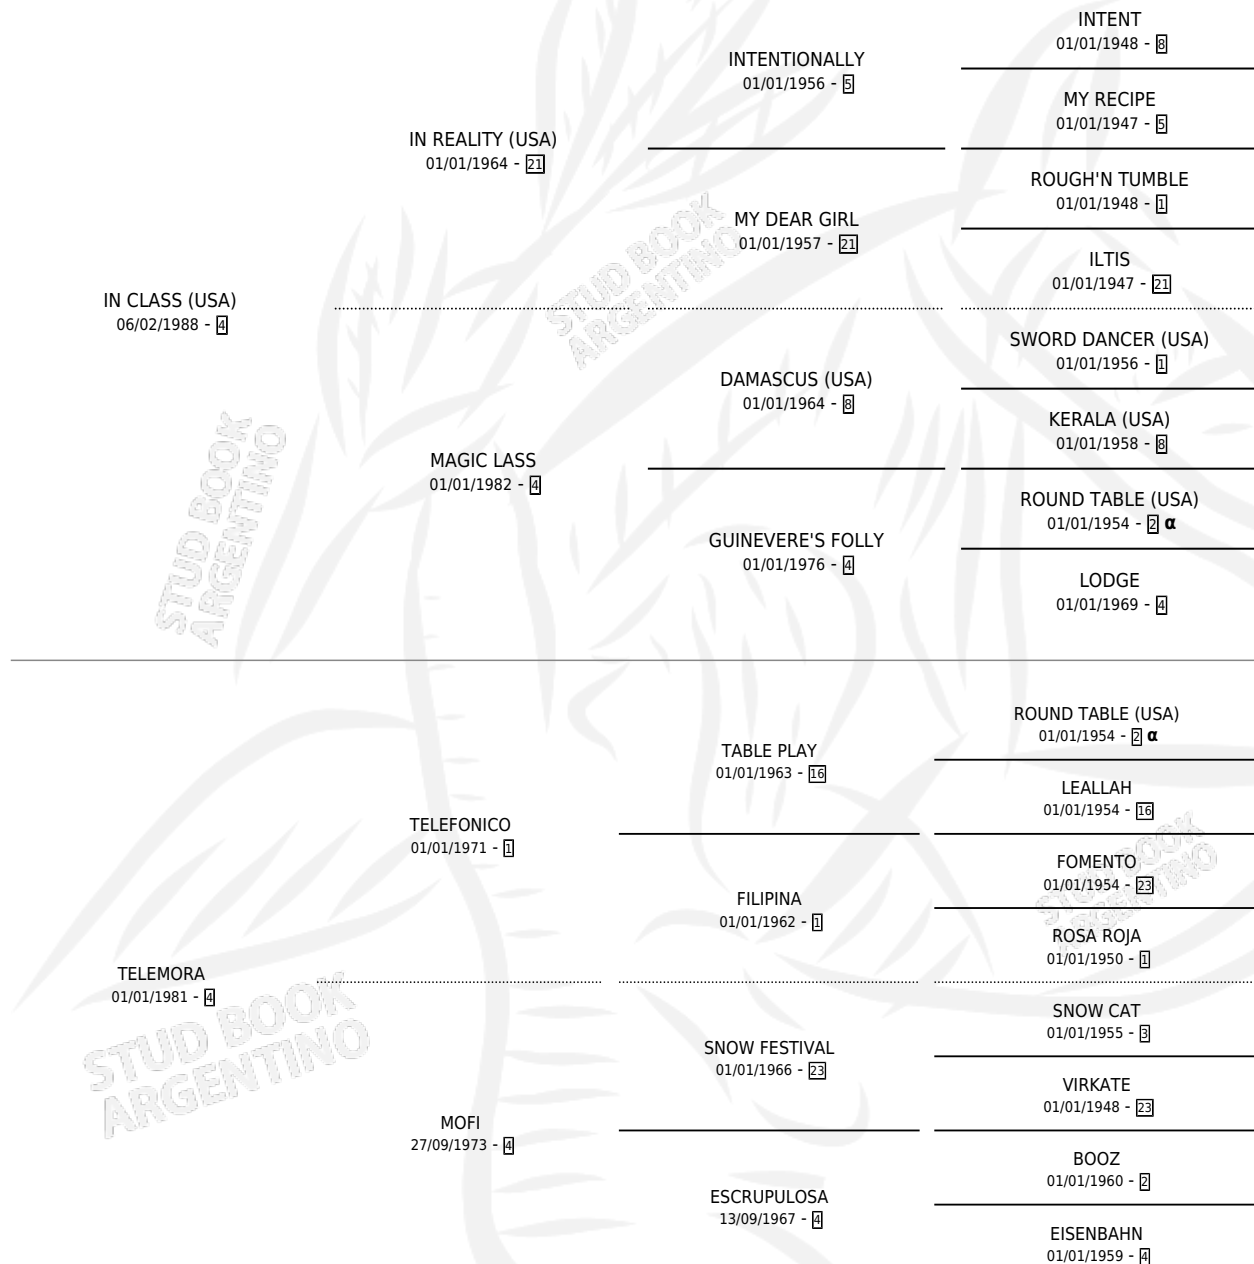 INTENT
01/01/1948 - 8
INTENTIONALLY
01/01/1956 - 5
MY RECIPE
01/01/1947 - 5
IN REALITY (USA)
01/01/1964 - 21
ROUGH'N TUMBLE
01/01/1948 - 1
MY DEAR GIRL
01/01/1957 - 21
ILTIS
01/01/1947 - 21
IN CLASS (USA)
06/02/1988 - 4
SWORD DANCER (USA)
01/01/1956 - 1
DAMASCUS (USA)
01/01/1964 - 8
KERALA (USA)
01/01/1958 - 8
MAGIC LASS
01/01/1982 - 4
ROUND TABLE (USA)
01/01/1954 - 2 α
GUINEVERE'S FOLLY
01/01/1976 - 4
LODGE
01/01/1969 - 4
ROUND TABLE (USA)
01/01/1954 - 2 α
TABLE PLAY
01/01/1963 - 16
LEALLAH
01/01/1954 - 16
TELEFONICO
01/01/1971 - 1
FOMENTO
01/01/1954 - 23
FILIPINA
01/01/1962 - 1
ROSA ROJA
01/01/1950 - 1
TELEMORA
01/01/1981 - 4
SNOW CAT
01/01/1955 - 3
SNOW FESTIVAL
01/01/1966 - 23
VIRKATE
01/01/1948 - 23
MOFI
27/09/1973 - 4
BOOZ
01/01/1960 - 2
ESCRUPULOSA
13/09/1967 - 4
EISENBAHN
01/01/1959 - 4
STUD BOOK
ARGENTINO
STUD BOOK
ARGENTINO
STUD BOOK
ARGENTINO
STUD BOOK
ARGENTINO